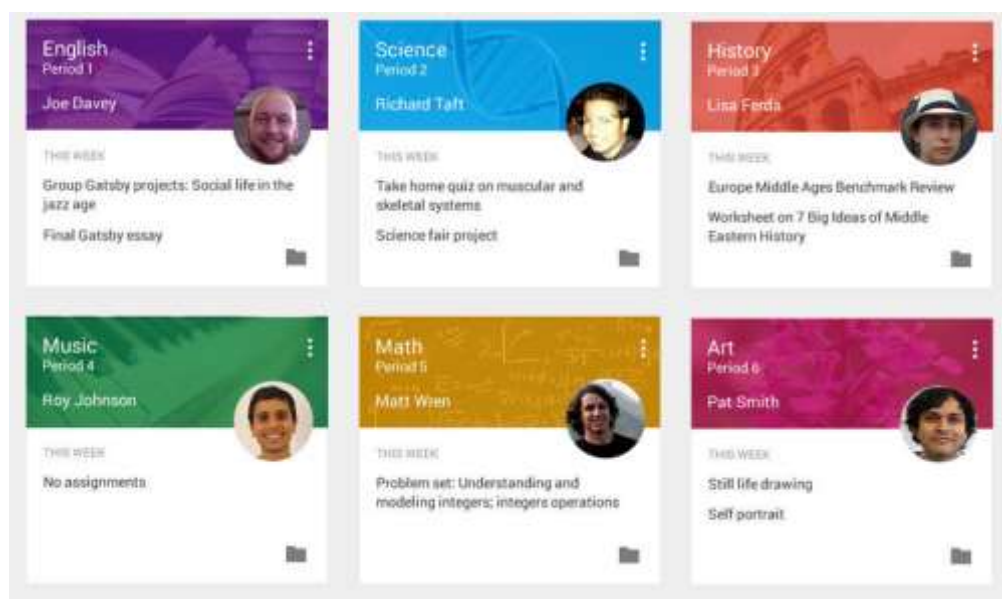 English
Period 1
Joe Davey
THIS WEEK
Group Gatsby projects: Social life in the
jazz age
Final Gatsby essay
Science
Period 2
Richard Taft
THIS WEEK
Take home quiz on muscular and
skeletal systems
Science fair project
History
Period 3
Lisa Ferda
THIS WEEK
Europe Middle Ages Benchmark Review
Worksheet on 7 Big Ideas of Middle
Eastern History
Music
Period 4
Roy Johnson
THIS WEEK
No assignments
Math
Period 5
Matt Wren
THIS WEEK
Problem set: Understanding and
modeling integers; integers operations
Art
Period 6
Pat Smith
THIS WEEK
Still life drawing
Self portrait